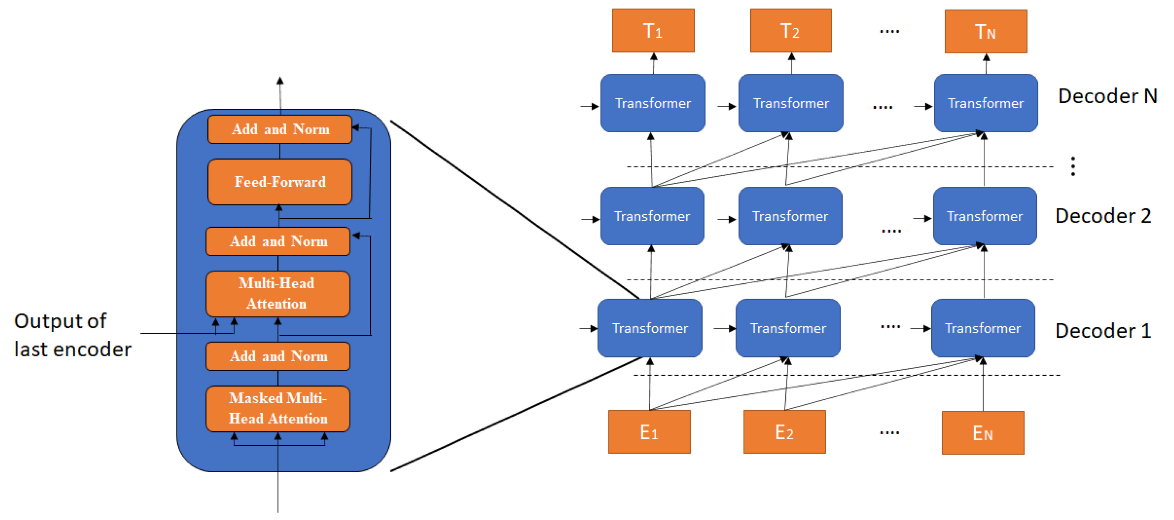 Add and Norm
Feed-Forward
Add and Norm
Multi-Head
Attention
Output of
last encoder
Add and Norm
Masked Multi-
Head Attention
T1
T2
....
TN
Transformer
Transformer
....
Transformer
Decoder N
Transformer
Transformer
....
Transformer
Decoder 2
Transformer
Transformer
....
Transformer
Decoder 1
E1
E2
....
EN